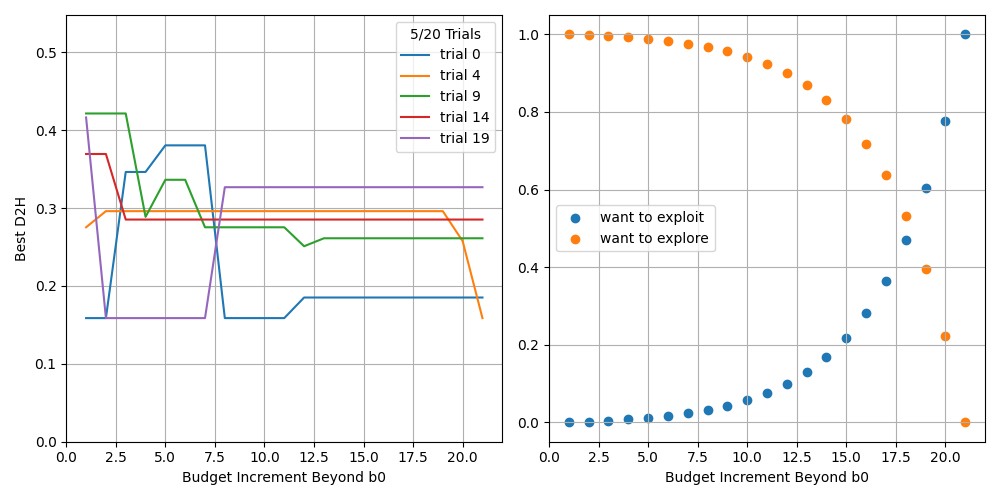 5/20 Trials
trial 0
trial 4
trial 9
trial 14
trial 19
0.5
0.4
0.3
0.2
0.1
0.0
Best D2H
0.0 2.5 5.0 7.5 10.0 12.5 15.0 17.5 20.0
Budget Increment Beyond b0
1.0
0.8
0.6
0.4
0.2
0.0
want to exploit
want to explore
0.0 2.5 5.0 7.5 10.0 12.5 15.0 17.5 20.0
Budget Increment Beyond b0